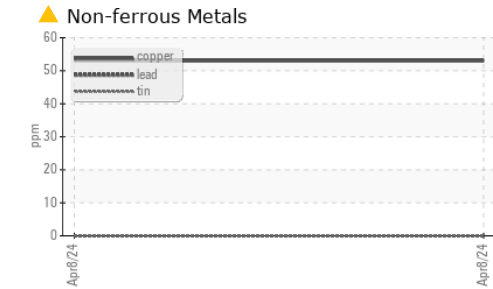 Non-ferrous Metals
60
50
40
30
20
10
0
ppm
copper
lead
tin
Apr8/24
Apr8/24